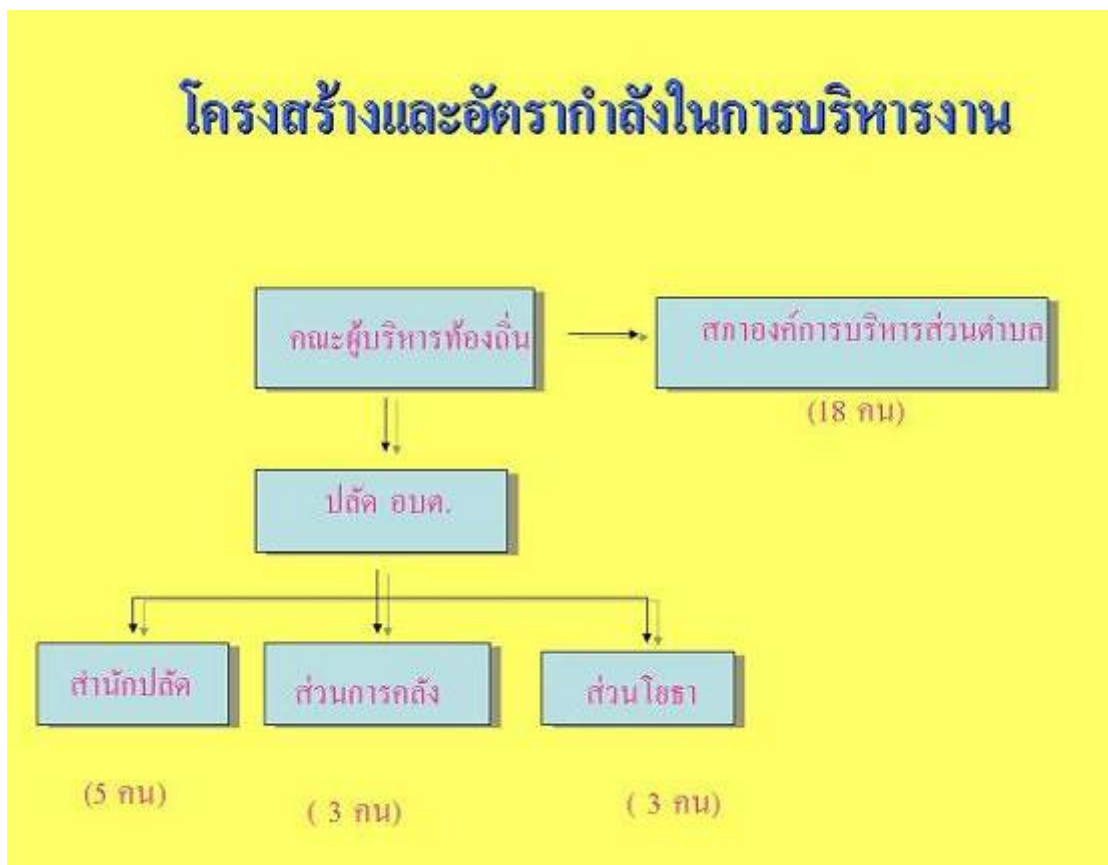 โครงสร้างและอัตรากำลังในการบริหารงาน
คณะผู้บริหารท้องถิ่น
สภาองค์การบริหารส่วนตำบล
(18 คน)
ปลัด อบต.
สำนักปลัด
ส่วนการคลัง
ส่วนโยธา
(5 คน)
( 3 คน)
( 3 คน)